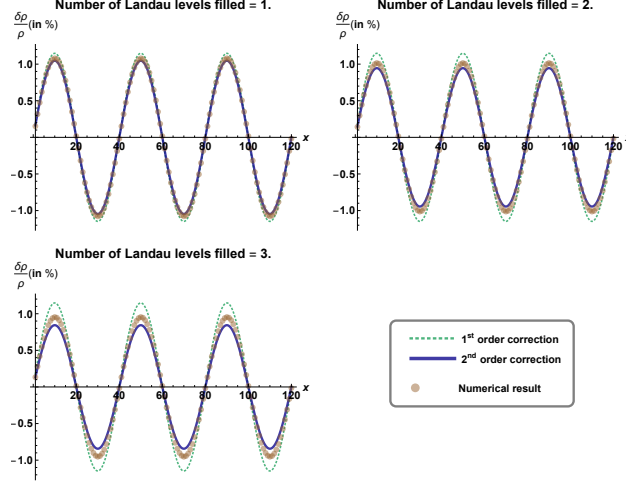 Number of Landau levels filled = 1.
δρ/ρ (in %)
1.0
0.5
-0.5
-1.0
20 40 60 80 100 120
x
Number of Landau levels filled = 2.
δρ/ρ (in %)
1.0
0.5
-0.5
-1.0
20 40 60 80 100 120
Number of Landau levels filled = 3.
δρ/ρ (in %)
1.0
0.5
-0.5
-1.0
20 40 60 80 100 120
x
1st order correction
2nd order correction
Numerical result